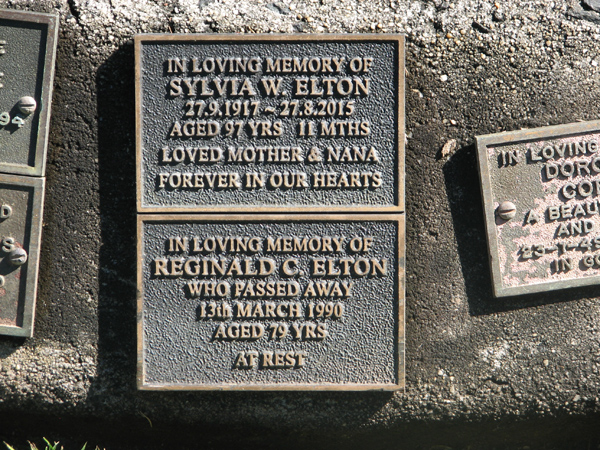 IN LOVING MEMORY OF
SYLVIA W. ELTON
27.9.1917 ~ 27.8.2015
AGED 97 YRS 11 MTHS
LOVED MOTHER & NANA
FOREVER IN OUR HEARTS
IN LOVING MEMORY OF
REGINALD C. ELTON
WHO PASSED AWAY
13th MARCH 1990
AGED 79 YRS
AT REST
IN LOVING
A BEAU
AND
IN